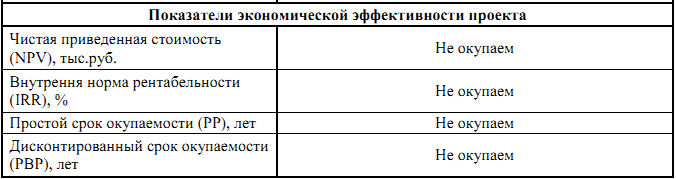 Показатели экономической эффективности проекта
Чистая приведенная стоимость
(NPV), тыс.руб.
Не окупаем
Внутрення норма рентабельности
(IRR), %
Не окупаем
Простой срок окупаемости (PP), лет
Не окупаем
Дисконтированный срок окупаемости
(PBP), лет
Не окупаем